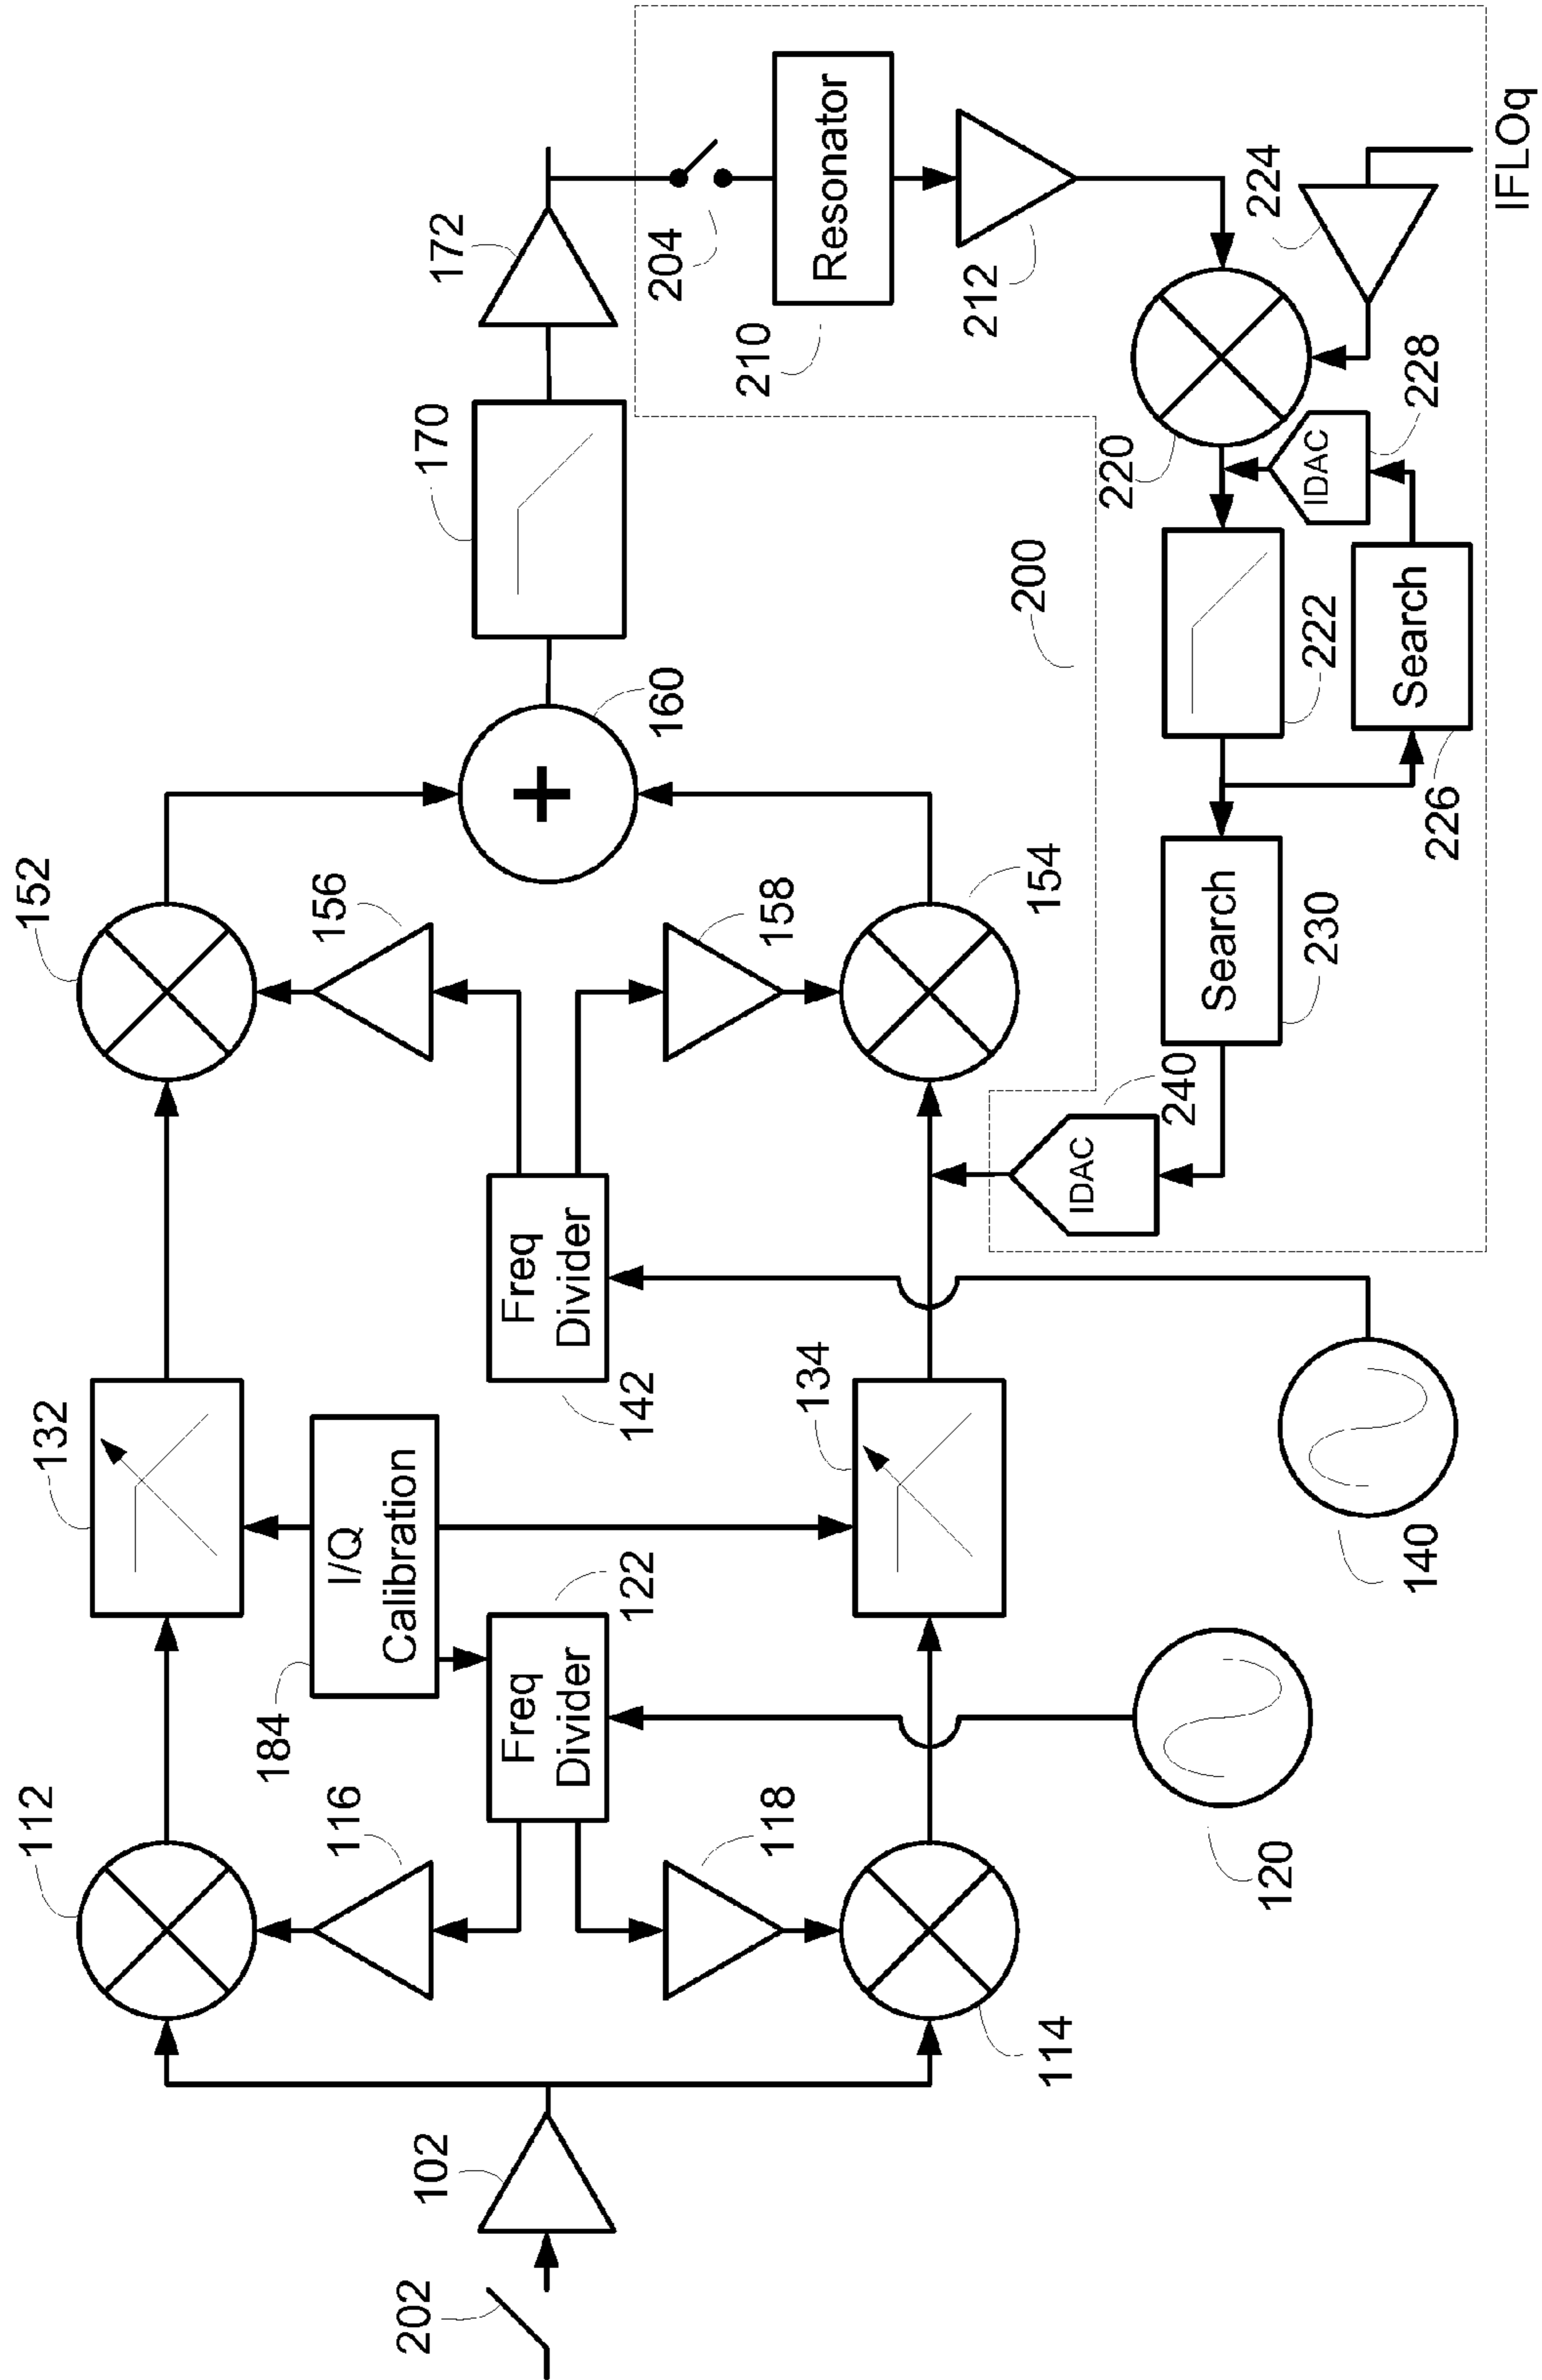 202
102
112
114
116
118
120
Freq
Divider
122
184
I/Q
Calibration
132
134
140
Freq
Divider
142
152
154
156
158
160
170
172
200
204
210
Resonator
212
220
224
IFLOq
IDAC
228
222
Search
226
Search
230
IDAC
240